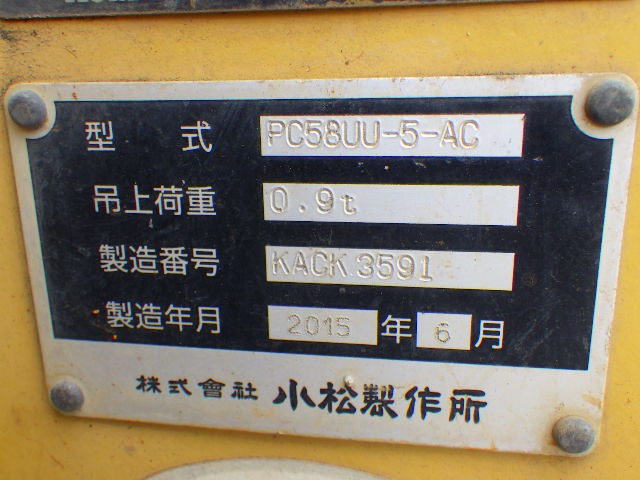 型 式 PC58UU-5-AC
吊上荷重 0.9t
製造番号 KACK 3591
製造年月 2015 年 6 月
株式會社 小松製作所